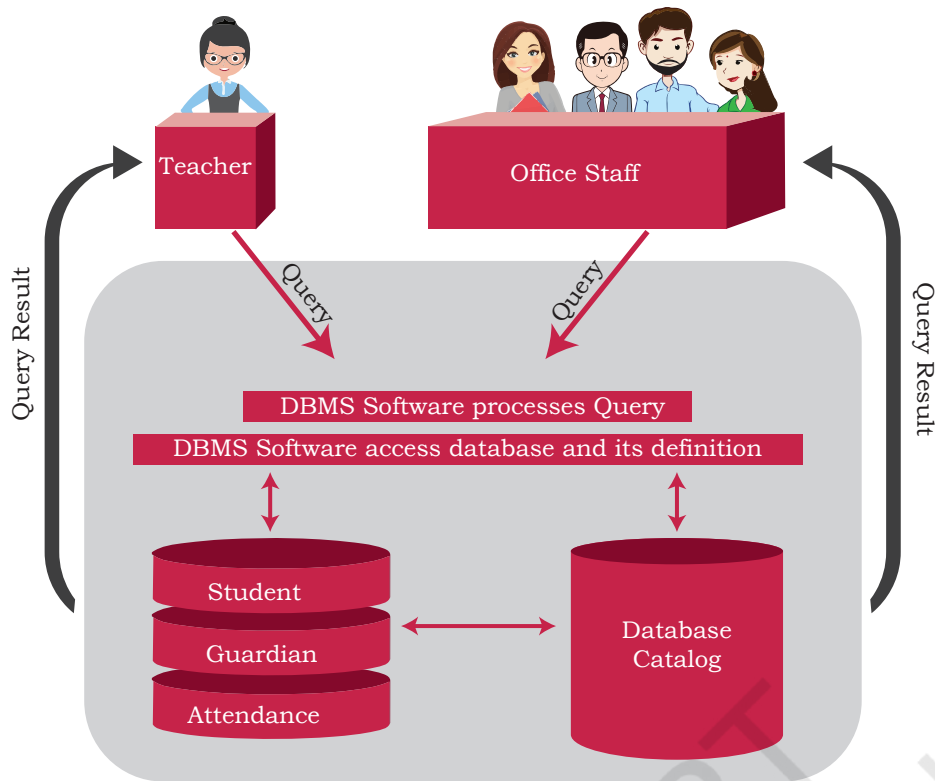 Teacher
Office Staff
Query
Query
Query Result
Query Result
DBMS Software processes Query
DBMS Software access database and its definition
Student
Guardian
Attendance
Database
Catalog